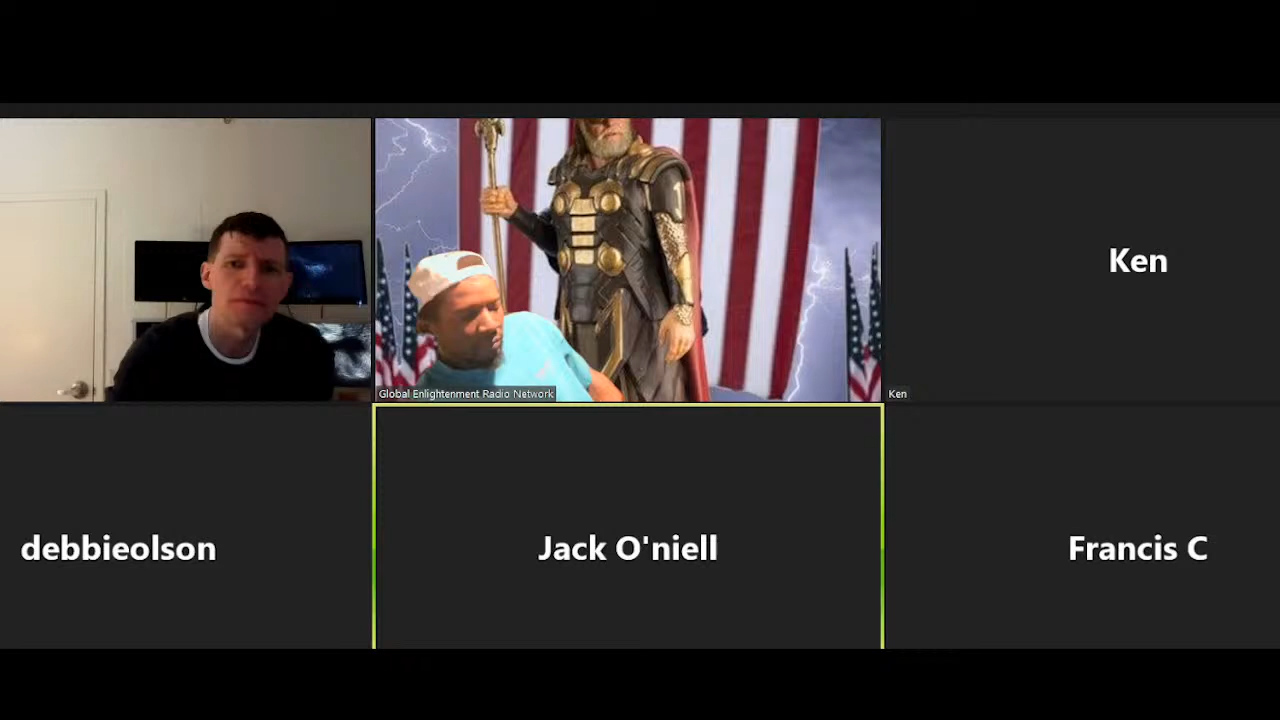 Ken
Global Enlightenment Radio Network
Ken
debbieolson
Jack O'niell
Francis C